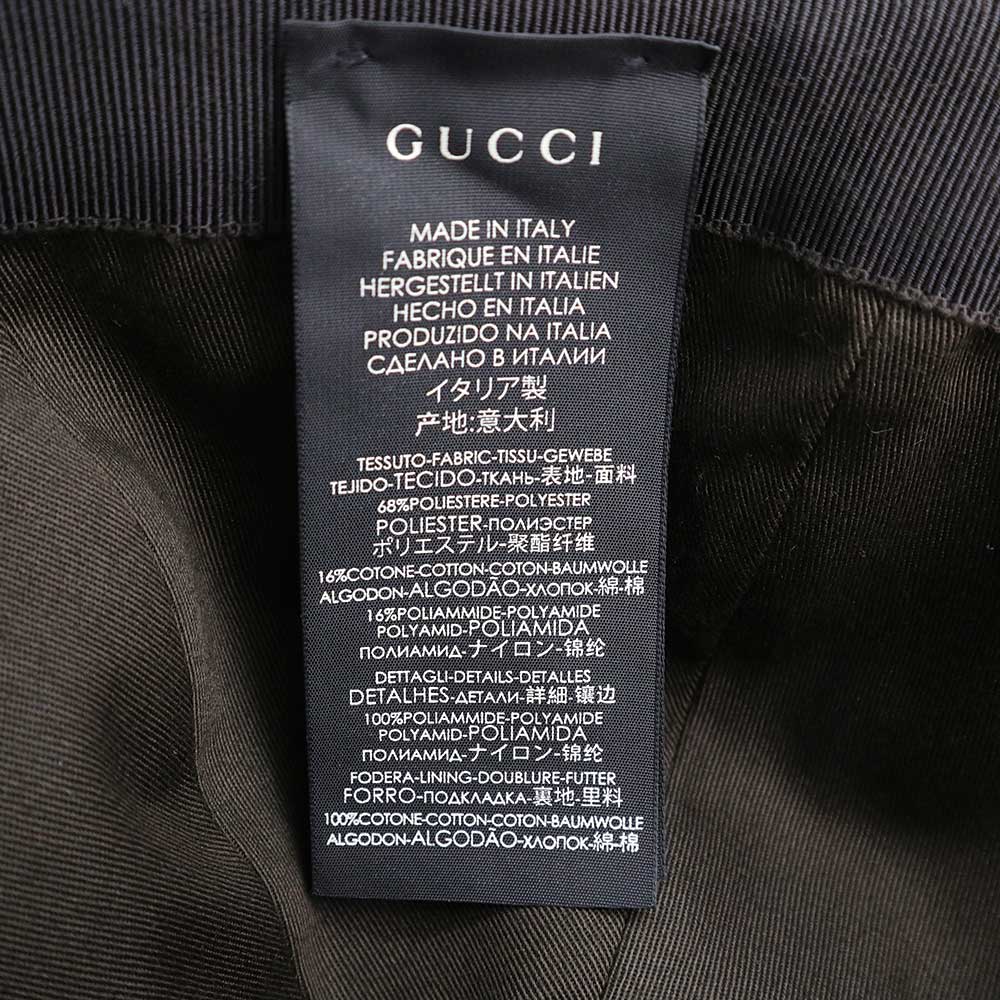 GUCCI
MADE IN ITALY
FABRIQUE EN ITALIE
HERGESTELLT IN ITALIEN
HECHO EN ITALIA
PRODUZIDO NA ITALIA
СДЕЛАНО В ИТАЛИИ
イタリア製
产地:意大利
TESSUTO-FABRIC-TISSU-GEWEBE
TEJIDO-TECIDO-ТКАНЬ-表地-面料
68%POLIESTERE-POLYESTER
POLIESTER-ПОЛИЭСТЕР
ポリエステル-聚酯纤维
16%COTONE-COTTON-COTON-BAUMWOLLE
ALGODON-ALGODÃO-ХЛОПОК-綿-棉
16%POLIAMMIDE-POLYAMIDE
POLYAMID-POLIAMIDA
ПОЛИАМИД-ナイロン-锦纶
DETTAGLI-DETAILS-DETALLES
DETALHES-ДЕТАЛИ-詳細-镶边
100%POLIAMMIDE-POLYAMIDE
POLYAMID-POLIAMIDA
ПОЛИАМИД-ナイロン-锦纶
FODERA-LINING-DOUBLURE-FUTTER
FORRO-ПОДКЛАДКА-裏地-里料
100%COTONE-COTTON-COTON-BAUMWOLLE
ALGODON-ALGODÃO-ХЛОПОК-綿-棉